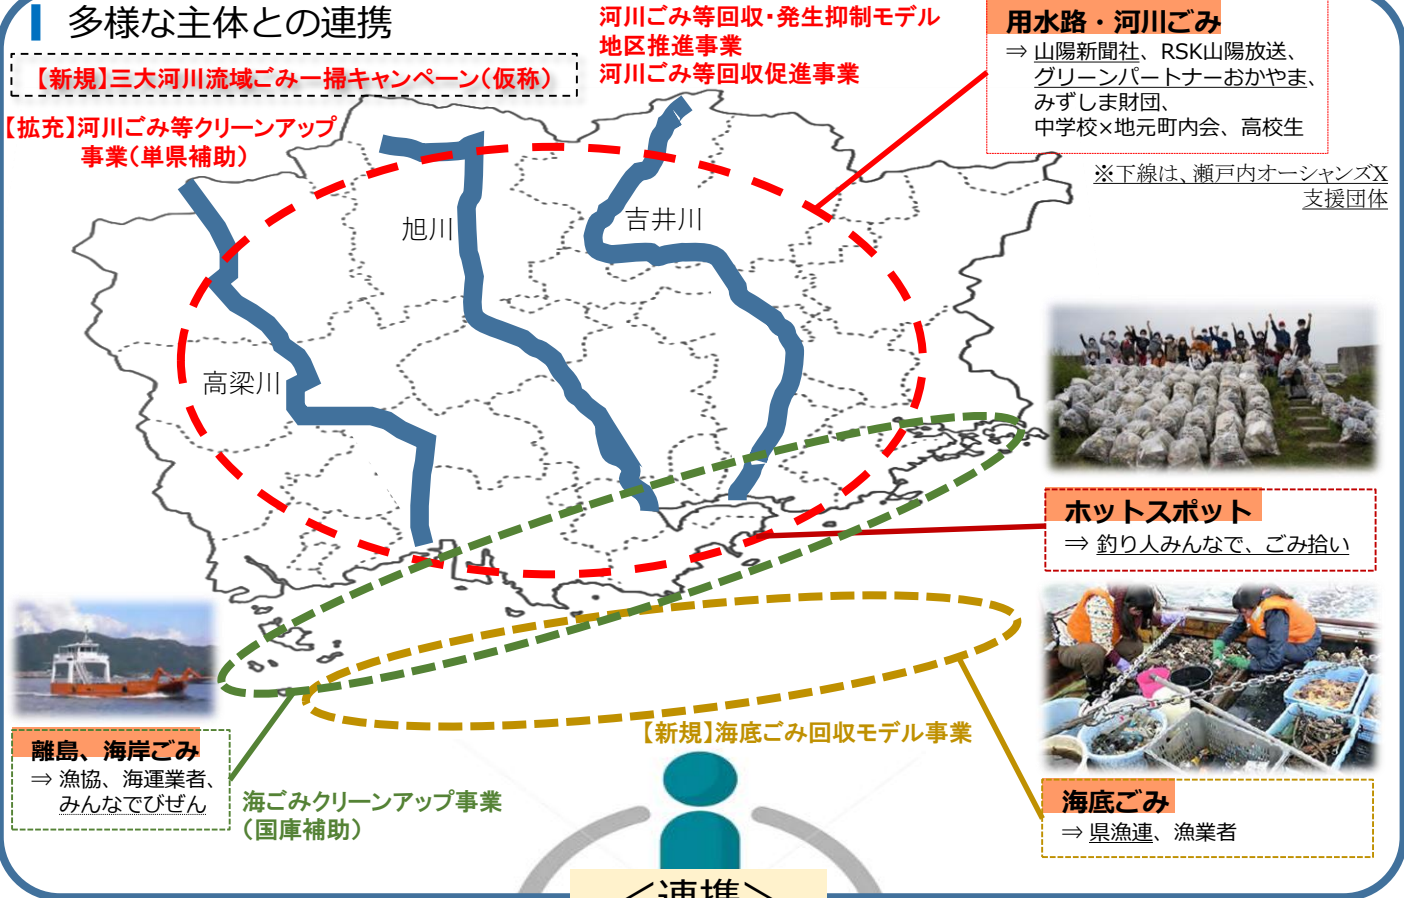 多様な主体との連携
【新規】三大河川流域ごみ一掃キャンペーン(仮称)
【拡充】河川ごみ等クリーンアップ
事業(単県補助)
河川ごみ等回収・発生抑制モデル
地区推進事業
河川ごみ等回収促進事業
用水路・河川ごみ
⇒ 山陽新聞社、RSK山陽放送、
グリーンパートナーおかやま、
みずしま財団、
中学校×地元町内会、高校生
※下線は、瀬戸内オーシャンズX
支援団体
旭川
吉井川
高梁川
ホットスポット
⇒ 釣り人みんなで、ごみ拾い
離島、海岸ごみ
⇒ 漁協、海運業者、
みんなでびぜん
海ごみクリーンアップ事業
(国庫補助)
【新規】海底ごみ回収モデル事業
海底ごみ
⇒ 県漁連、漁業者
＜連携＞